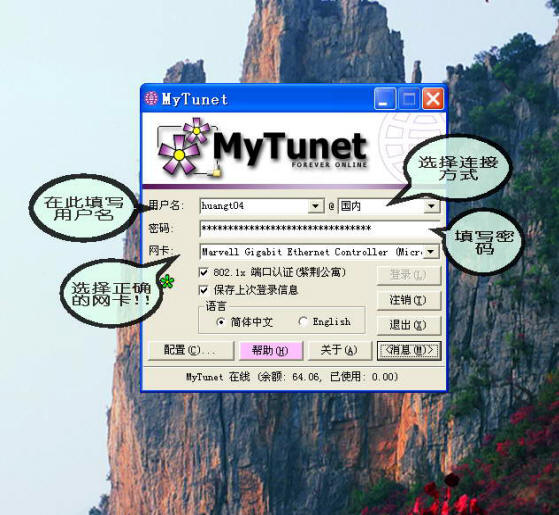 MyTunet
MyTunet
FOREVER ONLINE
选择连接
方式
在此填写
用户名
用户名: huangt04 @ 国内
密码: ********************************
填写密
码
网卡: Marvell Gigabit Ethernet Controller (Micr
选择正确
的网卡!!
802.1x 端口认证(紫荆公寓)
登录(L)
保存上次登录信息
注销(T)
语言
简体中文 English
退出(X)
配置(C)... 帮助(H) 关于(A) <消息(M)>
MyTunet 在线 (余额: 64.06, 已使用: 0.00)